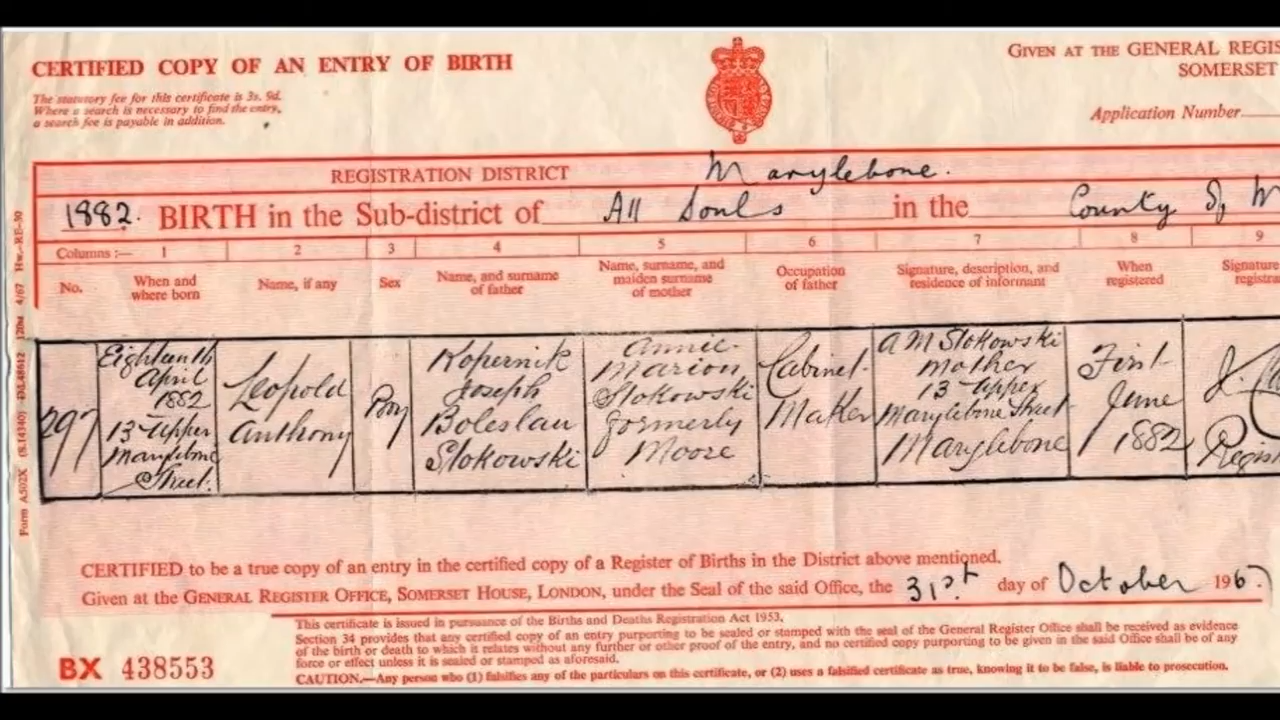 CERTIFIED COPY OF AN ENTRY OF BIRTH
The statutory fee for this certificate is 3s. 9d.
Where a search is necessary to find the entry,
a search fee is payable in addition.
GIVEN AT THE GENERAL REGIS
SOMERSET
Application Number
REGISTRATION DISTRICT Marylebone.
1882. BIRTH in the Sub-district of All Souls in the County of M
Columns:— 1 2 3 4 5 6 7 8 9
No.
When and
where born
Name, if any
Sex
Name, and surname
of father
Name, surname, and
maiden surname
of mother
Occupation
of father
Signature, description, and
residence of informant
When
registered
Signature
registra
297
Eighteenth
April
1882
13 Upper
Marylebone
Street.
Leopold
Anthony
Boy
Kopernik
Joseph
Boleslau
Stokowski
Annie
Marion
Stokowski
formerly
Moore
Cabinet
Maker
A M Stokowski
Mother
13 Upper
Marylebone Street
Marylebone
First
June
1882
J.
Regist
CERTIFIED to be a true copy of an entry in the certified copy of a Register of Births in the District above mentioned.
Given at the GENERAL REGISTER OFFICE, SOMERSET HOUSE, LONDON, under the Seal of the said Office, the 31st day of October 1967
This certificate is issued in pursuance of the Births and Deaths Registration Act 1953.
Section 34 provides that any certified copy of an entry purporting to be sealed or stamped with the seal of the General Register Office shall be received as evidence
of the birth or death to which it relates without any further or other proof of the entry, and no certified copy purporting to be given in the said Office shall be of any
force or effect unless it is sealed or stamped as aforesaid.
CAUTION.—Any person who (1) falsifies any of the particulars on this certificate, or (2) uses a falsified certificate as true, knowing it to be false, is liable to prosecution.
BX 438553
Form A502X (S.14340) D/L48612 120M 4/67 Hw.-RE-30